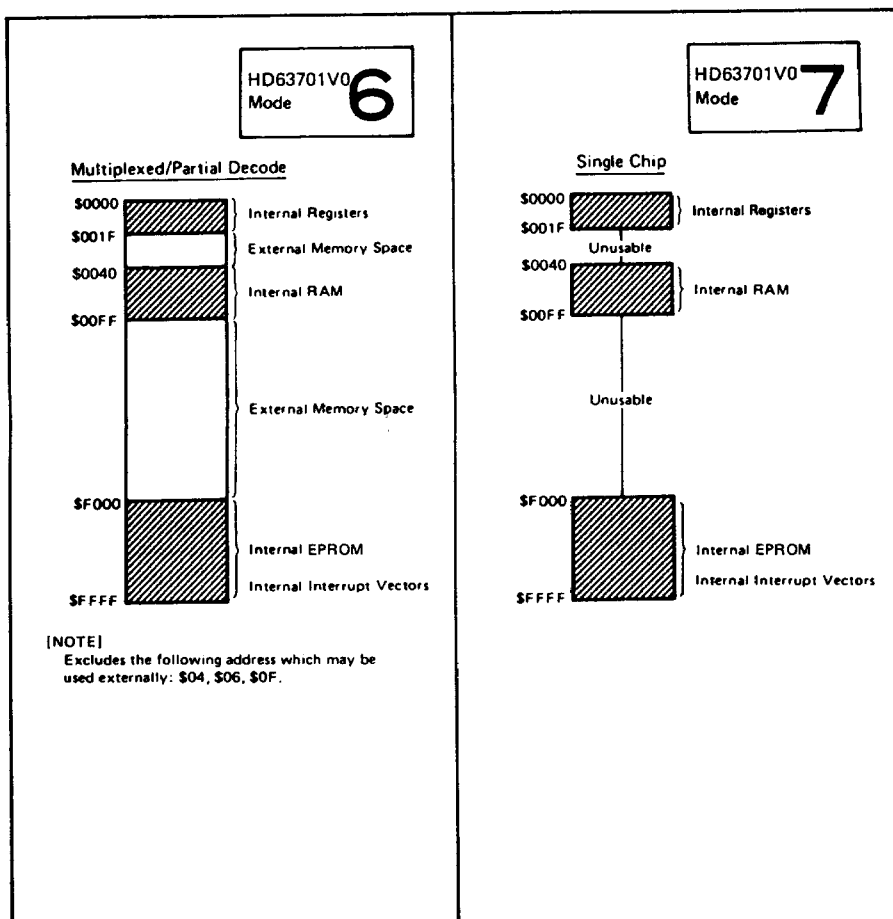 HD63701V0
Mode 6
Multiplexed/Partial Decode
$0000
Internal Registers
$001F
External Memory Space
$0040
Internal RAM
$00FF
External Memory Space
$F000
Internal EPROM
Internal Interrupt Vectors
$FFFF
[NOTE]
Excludes the following address which may be
used externally: $04, $06, $0F.
HD63701V0
Mode 7
Single Chip
$0000
Internal Registers
$001F
Unusable
$0040
Internal RAM
$00FF
Unusable
$F000
Internal EPROM
Internal Interrupt Vectors
$FFFF